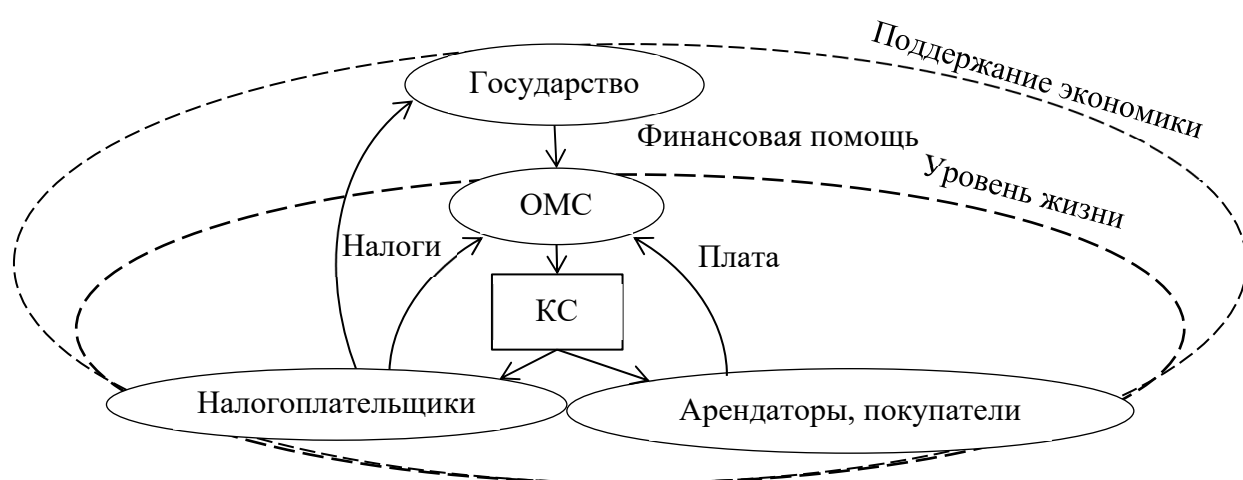 Поддержание экономики
Государство
Финансовая помощь
Уровень жизни
ОМС
Налоги
Плата
КС
Налогоплательщики
Арендаторы, покупатели